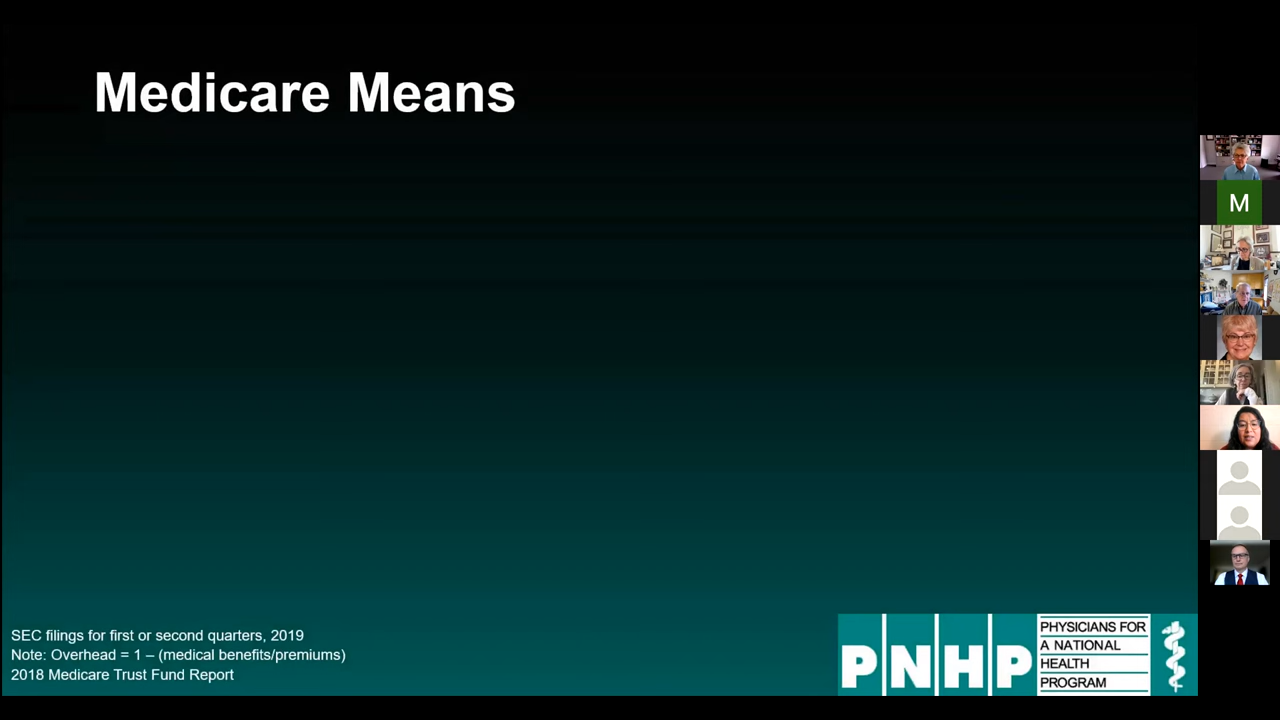 Medicare Means
M
SEC filings for first or second quarters, 2019
Note: Overhead = 1 – (medical benefits/premiums)
2018 Medicare Trust Fund Report
PNHP
PHYSICIANS FOR
A NATIONAL
HEALTH
PROGRAM